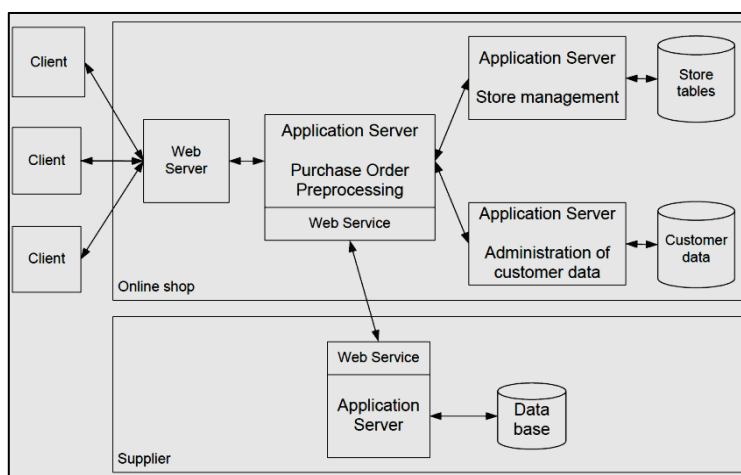 Client
Client
Client
Web
Server
Application Server
Purchase Order
Preprocessing
Web Service
Application Server
Store management
Store
tables
Application Server
Administration of
customer data
Customer
data
Online shop
Web Service
Application
Server
Data
base
Supplier